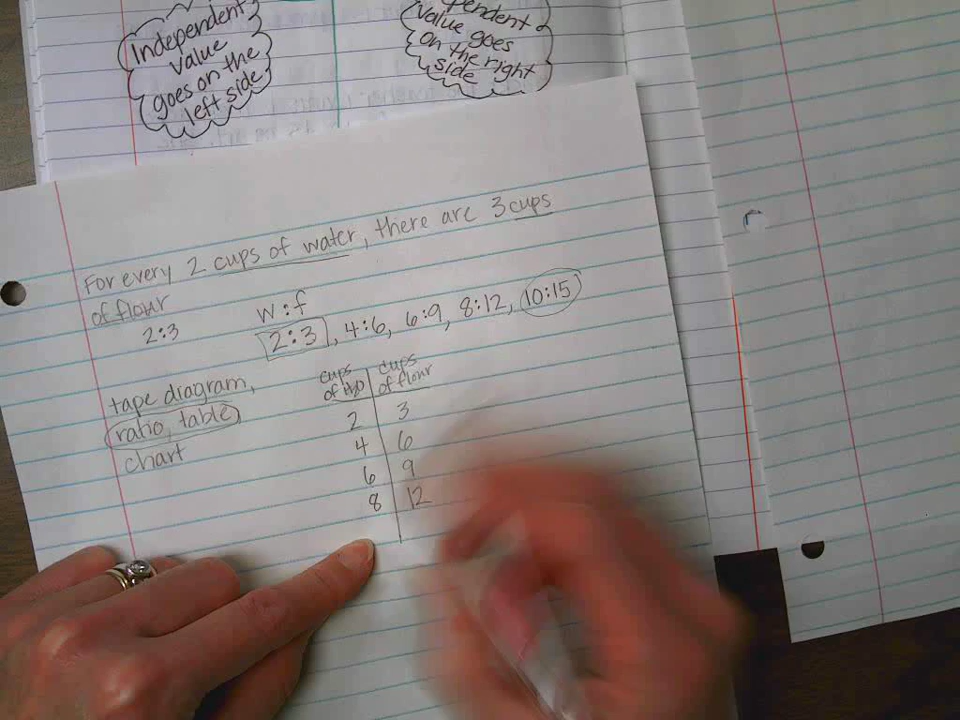 Independent
value
goes on the
left side
value goes
on the right
side
For every 2 cups of water, there are 3 cups
of flour
2:3
w:f
2:3, 4:6, 6:9, 8:12, 10:15
tape diagram,
ratio, table,
chart
cups of H2O | cups of flour
2 | 3
4 | 6
6 | 9
8 | 12